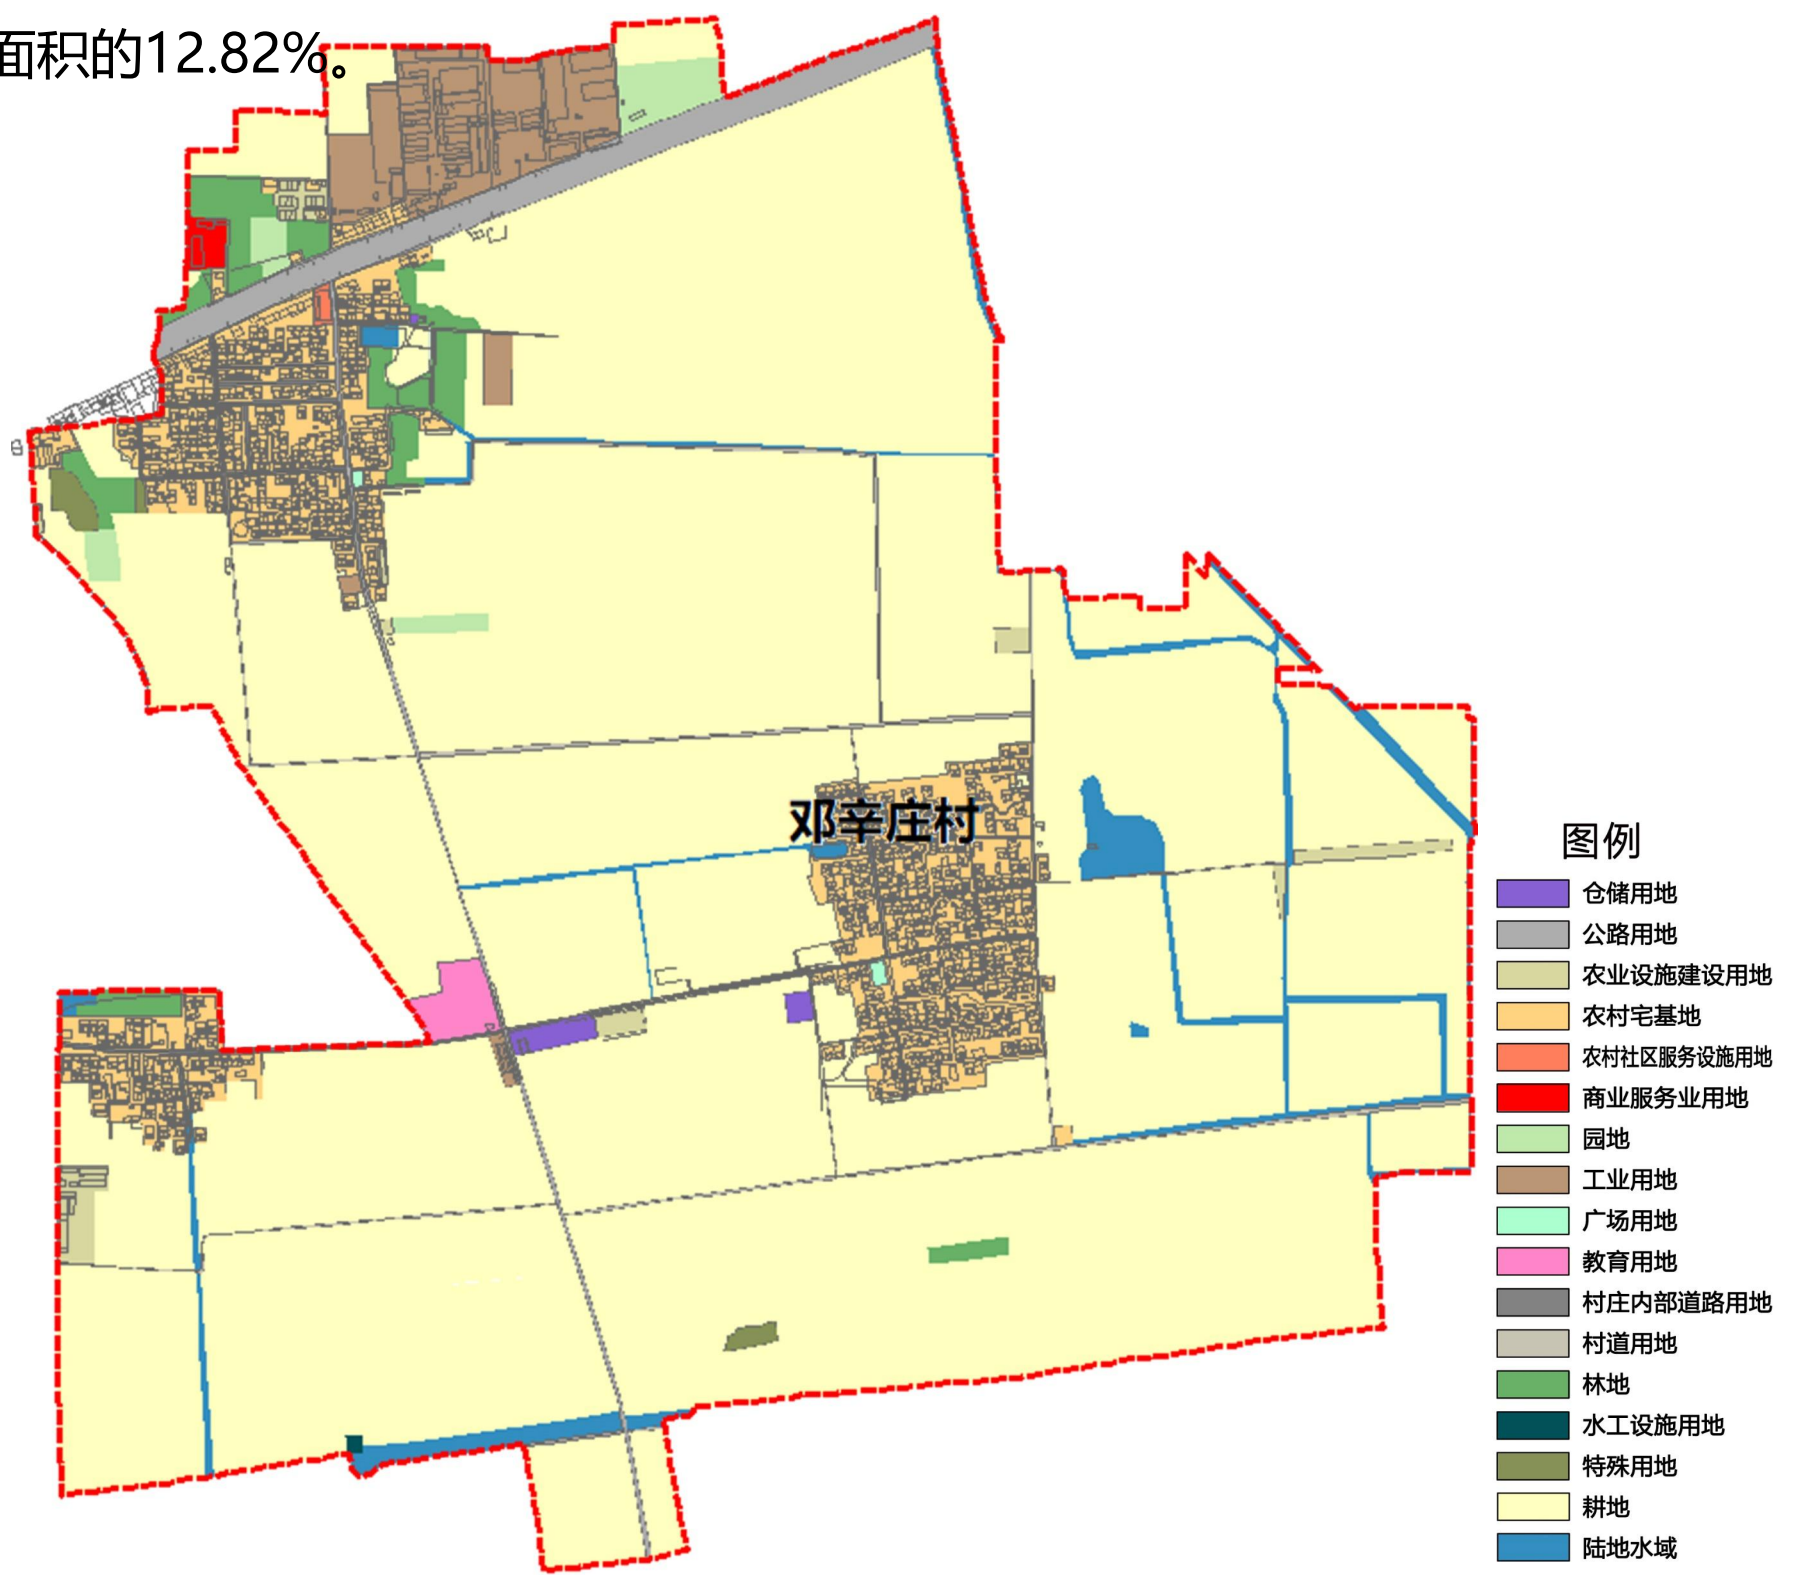 面积的12.82%。
邓辛庄村
图例
仓储用地
公路用地
农业设施建设用地
农村宅基地
农村社区服务设施用地
商业服务业用地
园地
工业用地
广场用地
教育用地
村庄内部道路用地
村道用地
林地
水工设施用地
特殊用地
耕地
陆地水域